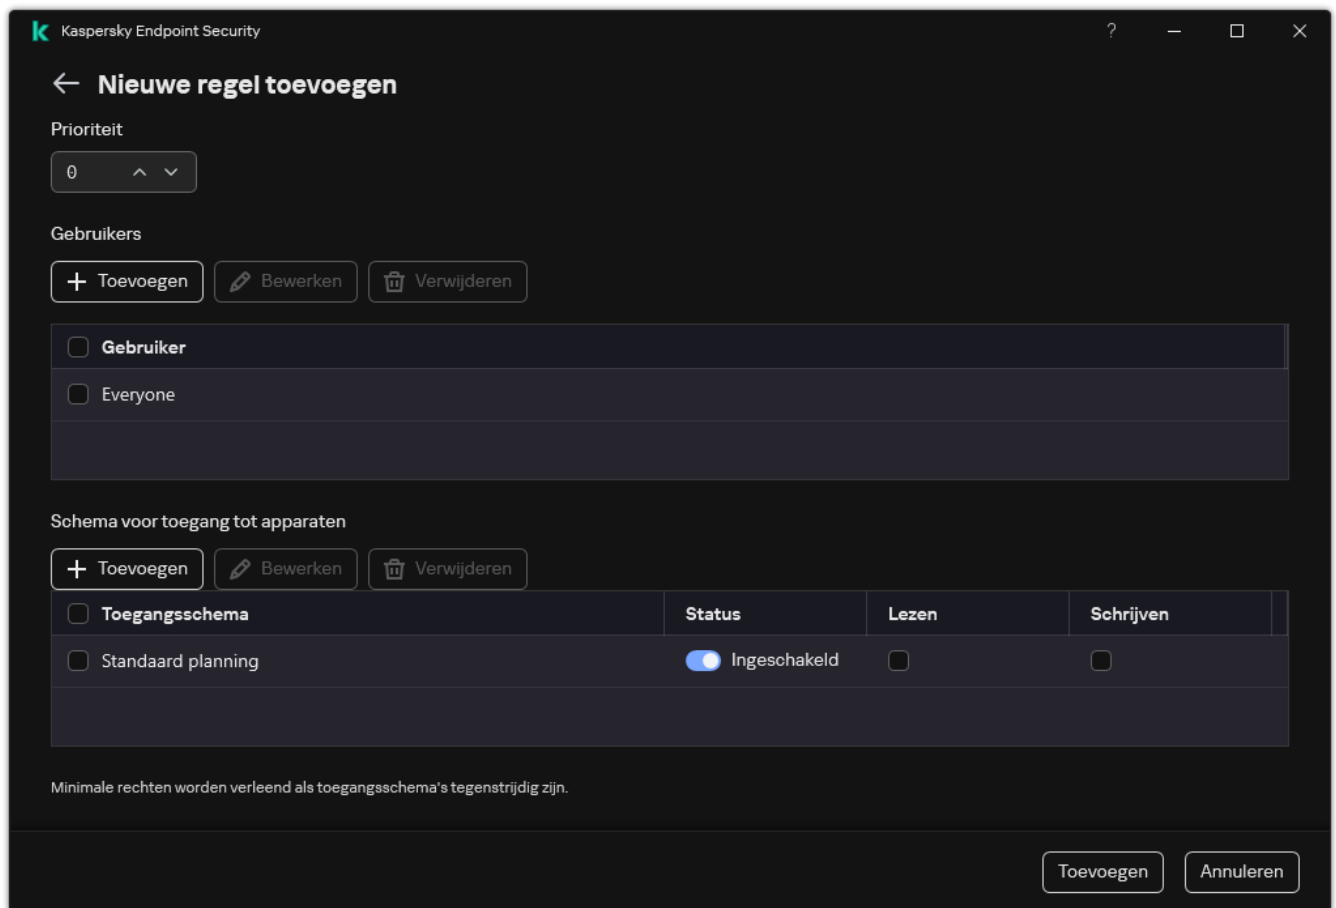 Kaspersky Endpoint Security ?
Nieuwe regel toevoegen
Prioriteit
0
Gebruikers
Toevoegen Bewerken Verwijderen
Gebruiker
Everyone
Schema voor toegang tot apparaten
Toevoegen Bewerken Verwijderen
Toegangsschema Status Lezen Schrijven
Standaard planning Ingeschakeld
Minimale rechten worden verleend als toegangsschema's tegenstrijdig zijn.
Toevoegen Annuleren